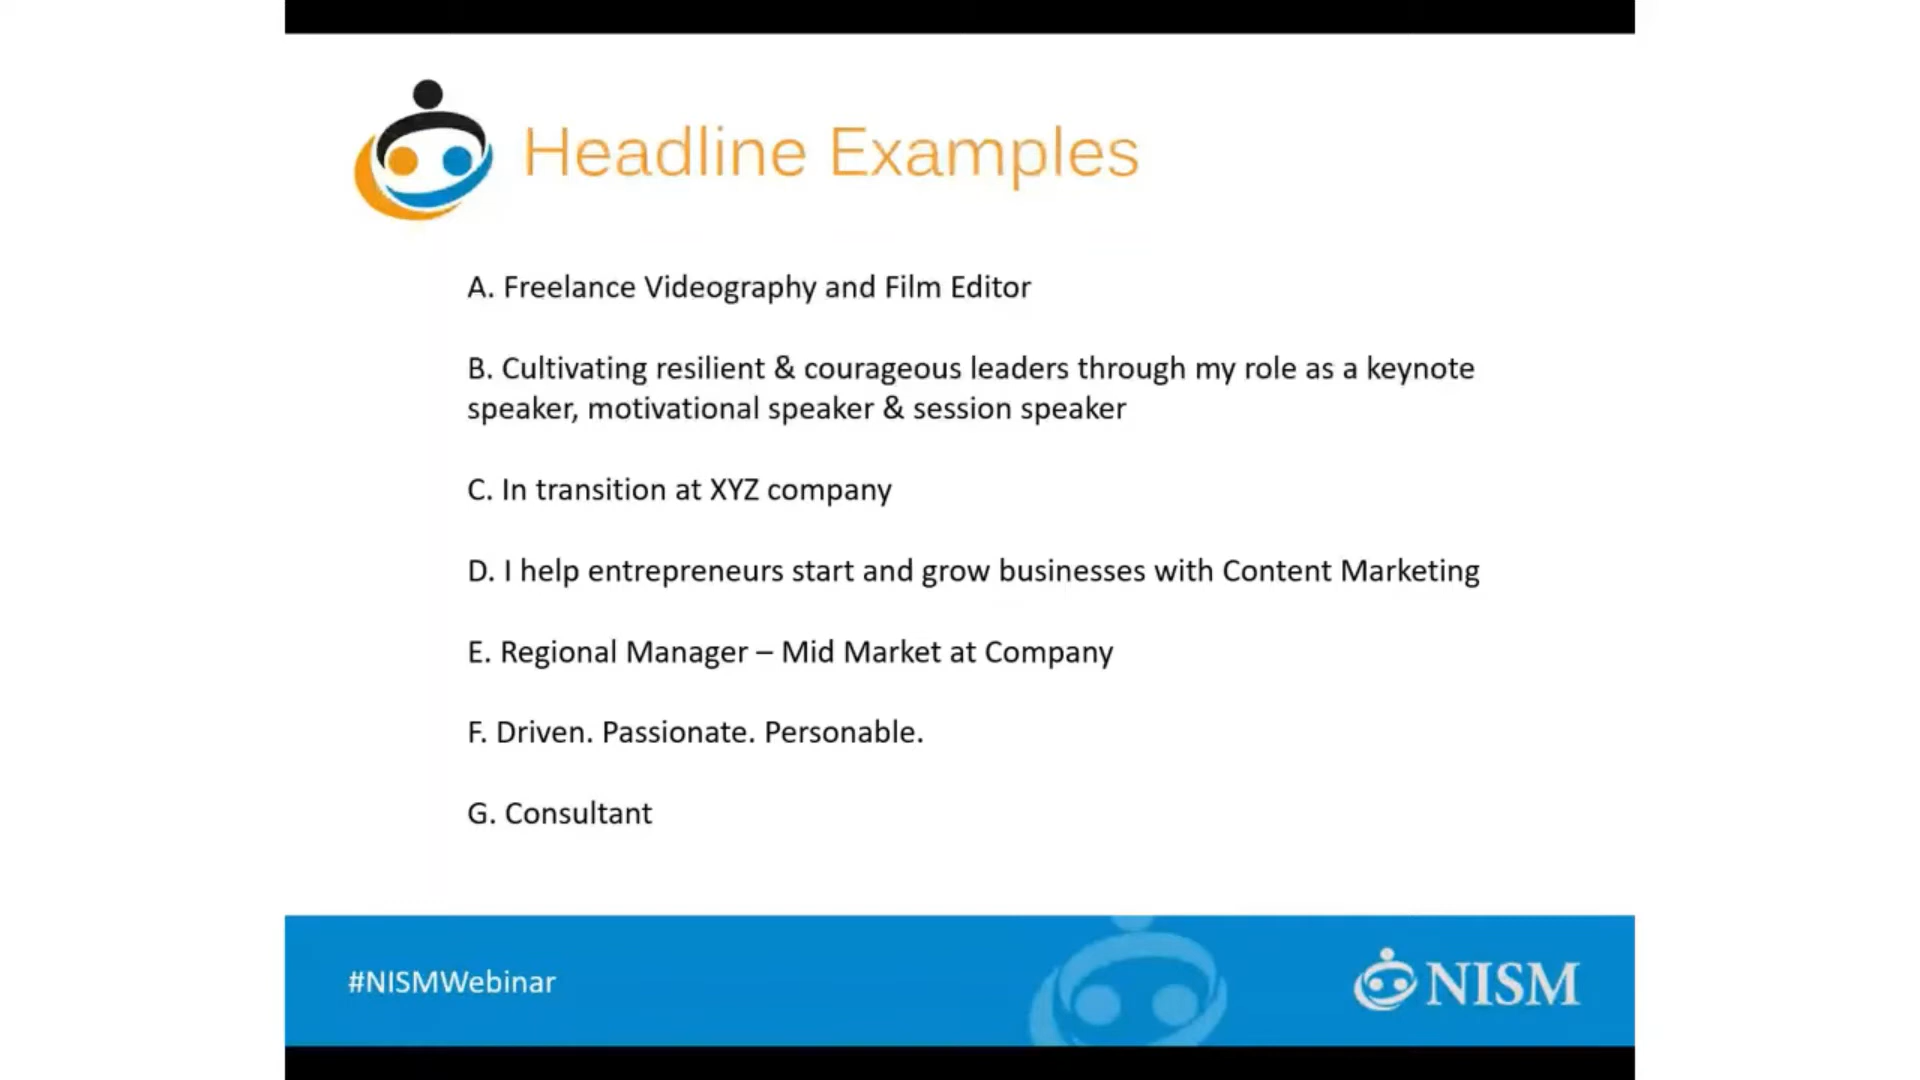 Headline Examples
A. Freelance Videography and Film Editor
B. Cultivating resilient & courageous leaders through my role as a keynote
speaker, motivational speaker & session speaker
C. In transition at XYZ company
D. I help entrepreneurs start and grow businesses with Content Marketing
E. Regional Manager – Mid Market at Company
F. Driven. Passionate. Personable.
G. Consultant
#NISMWebinar
NISM